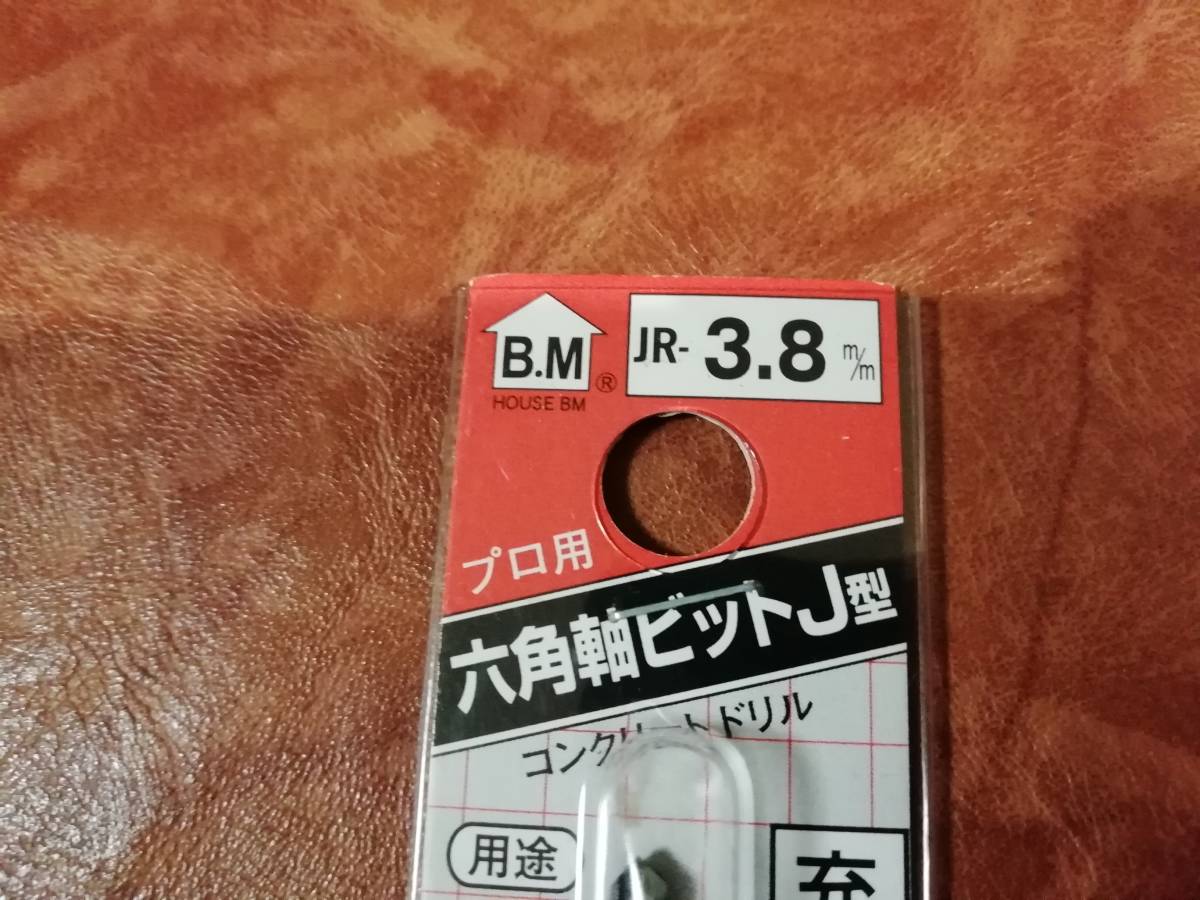 B.M
®
HOUSE BM
JR- 3.8 m/m
プロ用
六角軸ビットJ型
コンクリートドリル
用途
充